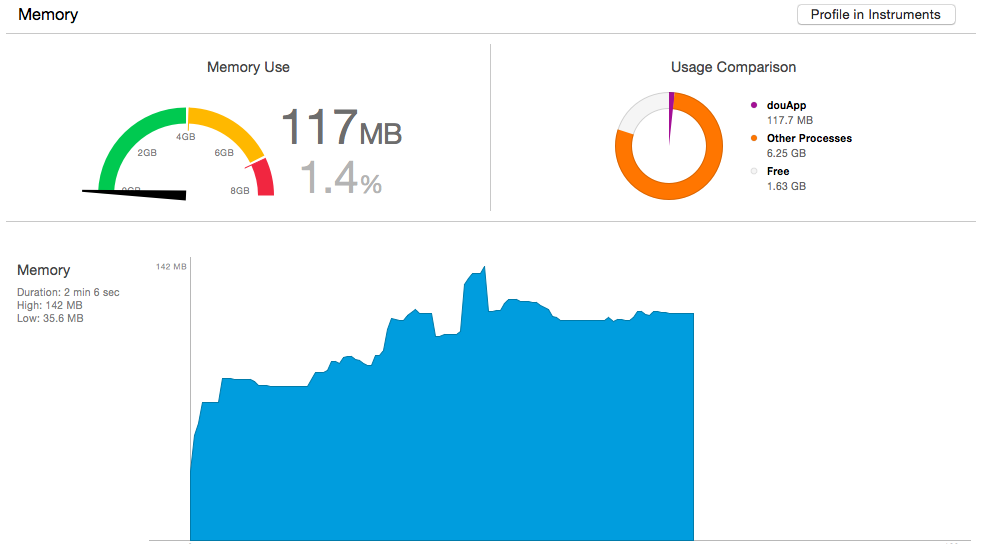 Memory
Profile in Instruments
Memory Use
Usage Comparison
117MB
1.4%
0GB
2GB
4GB
6GB
8GB
douApp
117.7 MB
Other Processes
6.25 GB
Free
1.63 GB
Memory
Duration: 2 min 6 sec
High: 142 MB
Low: 35.6 MB
142 MB